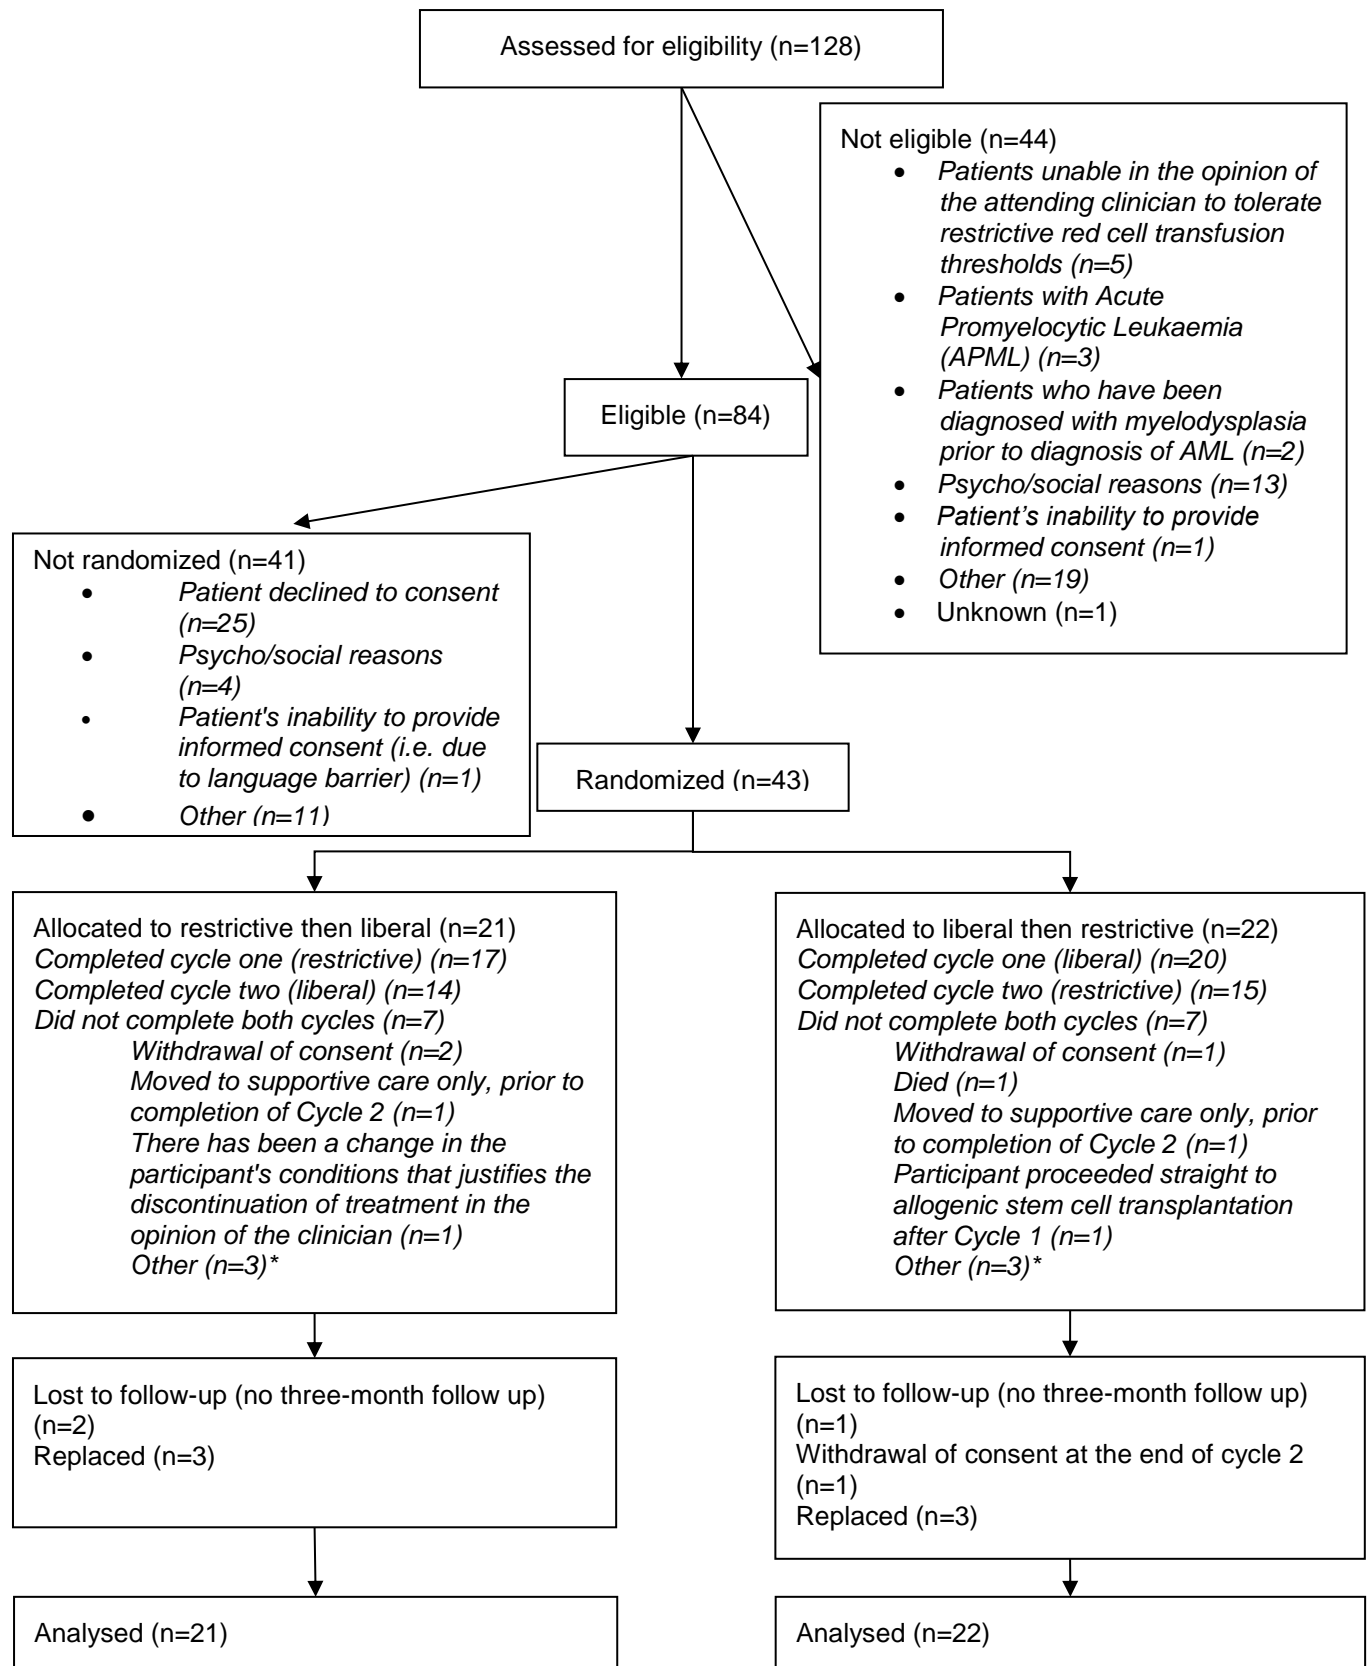 Assessed for eligibility (n=128)
Not eligible (n=44)
• Patients unable in the opinion of
the attending clinician to tolerate
restrictive red cell transfusion
thresholds (n=5)
• Patients with Acute
Promyelocytic Leukaemia
(APML) (n=3)
• Patients who have been
diagnosed with myelodysplasia
prior to diagnosis of AML (n=2)
• Psycho/social reasons (n=13)
• Patient’s inability to provide
informed consent (n=1)
• Other (n=19)
• Unknown (n=1)
Eligible (n=84)
Not randomized (n=41)
• Patient declined to consent
(n=25)
• Psycho/social reasons
(n=4)
• Patient's inability to provide
informed consent (i.e. due
to language barrier) (n=1)
• Other (n=11)
Randomized (n=43)
Allocated to restrictive then liberal (n=21)
Completed cycle one (restrictive) (n=17)
Completed cycle two (liberal) (n=14)
Did not complete both cycles (n=7)
Withdrawal of consent (n=2)
Moved to supportive care only, prior to
completion of Cycle 2 (n=1)
There has been a change in the
participant's conditions that justifies the
discontinuation of treatment in the
opinion of the clinician (n=1)
Other (n=3)*
Allocated to liberal then restrictive (n=22)
Completed cycle one (liberal) (n=20)
Completed cycle two (restrictive) (n=15)
Did not complete both cycles (n=7)
Withdrawal of consent (n=1)
Died (n=1)
Moved to supportive care only, prior
to completion of Cycle 2 (n=1)
Participant proceeded straight to
allogenic stem cell transplantation
after Cycle 1 (n=1)
Other (n=3)*
Lost to follow-up (no three-month follow up)
(n=2)
Replaced (n=3)
Lost to follow-up (no three-month follow up)
(n=1)
Withdrawal of consent at the end of cycle 2
(n=1)
Replaced (n=3)
Analysed (n=21)
Analysed (n=22)